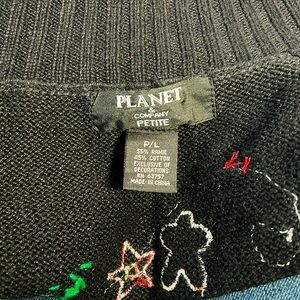 PLANET
&
COMPANY
PETITE
P/L
55% RAMIE
45% COTTON
EXCLUSIVE OF
DECORATIONS
RN 63757
MADE IN CHINA